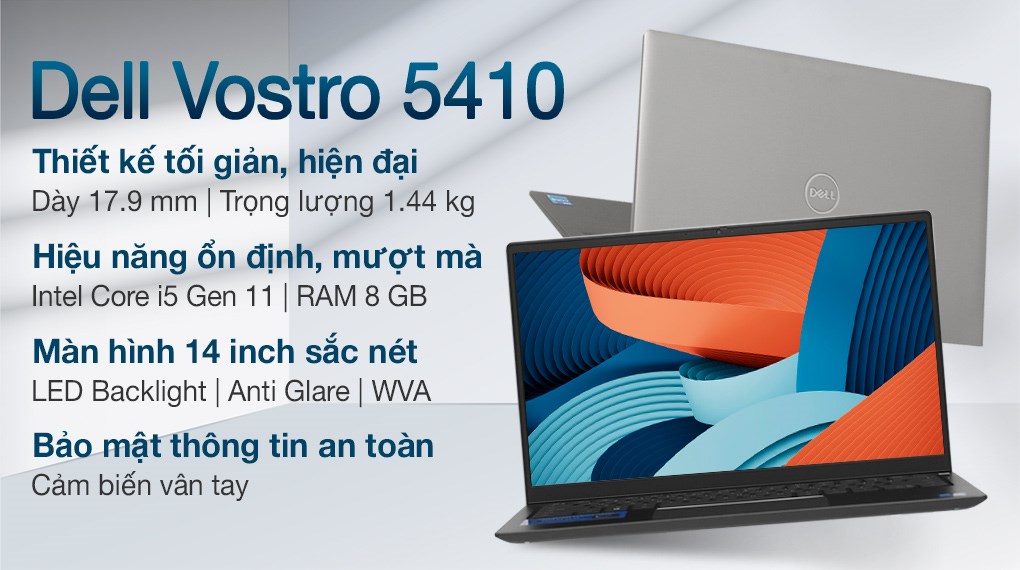 Dell Vostro 5410
Thiết kế tối giản, hiện đại
Dày 17.9 mm | Trọng lượng 1.44 kg
Hiệu năng ổn định, mượt mà
Intel Core i5 Gen 11 | RAM 8 GB
Màn hình 14 inch sắc nét
LED Backlight | Anti Glare | WVA
Bảo mật thông tin an toàn
Cảm biến vân tay
DELL